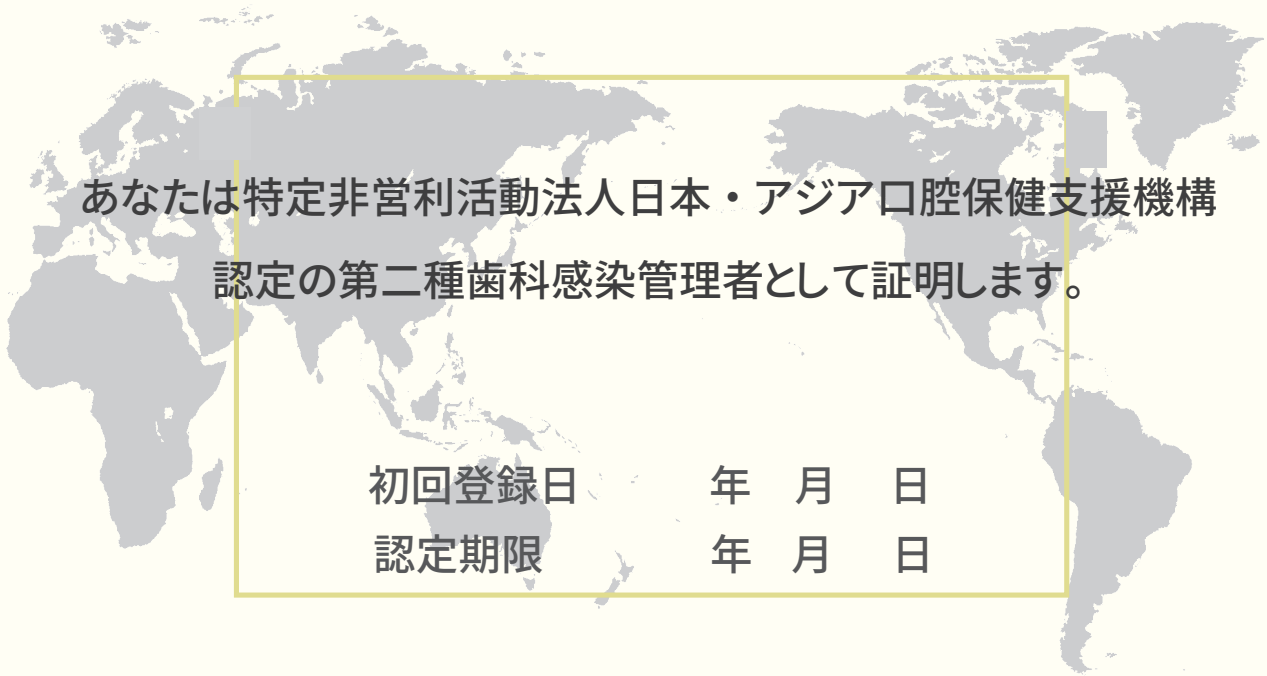 あなたは特定非営利活動法人日本・アジア口腔保健支援機構
認定の第二種歯科感染管理者として証明します。
初回登録日 年 月 日
認定期限 年 月 日